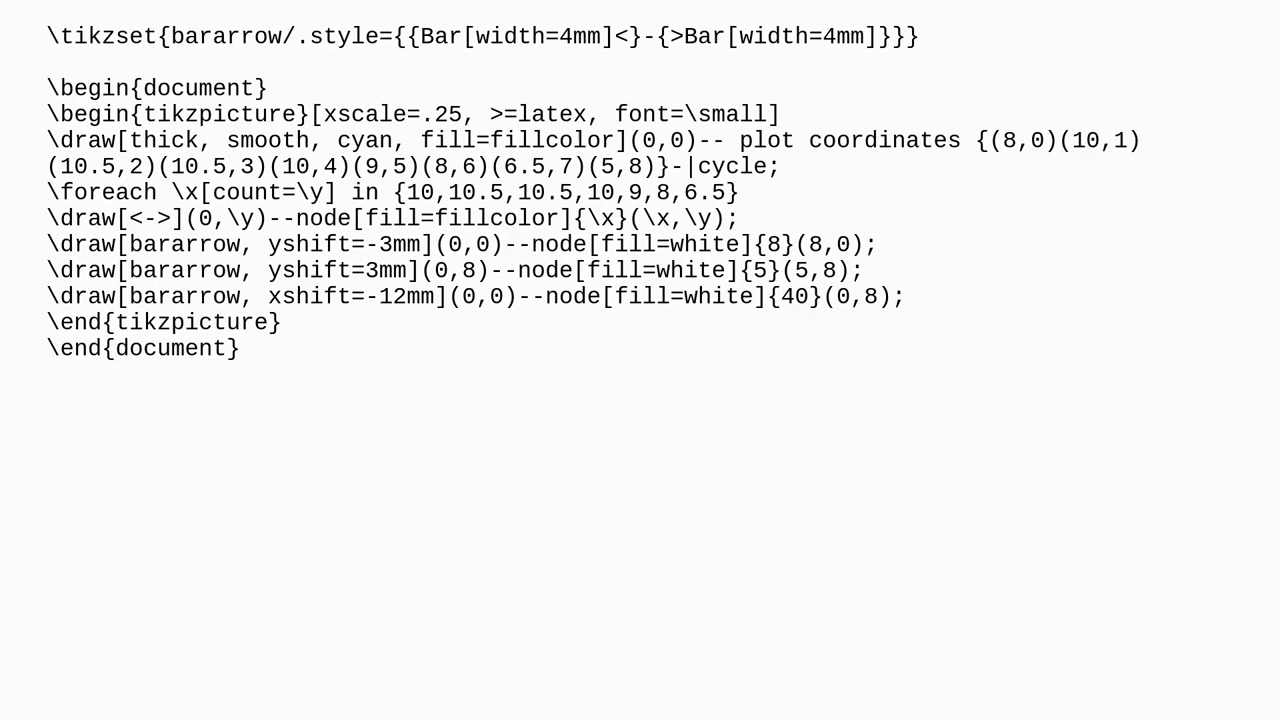 \tikzset{bararrow/.style={{Bar[width=4mm]<}-{>Bar[width=4mm]}}}
\begin{document}
\begin{tikzpicture}[xscale=.25, >=latex, font=\small]
\draw[thick, smooth, cyan, fill=fillcolor](0,0)-- plot coordinates {(8,0)(10,1)
(10.5,2)(10.5,3)(10,4)(9,5)(8,6)(6.5,7)(5,8)}-|cycle;
\foreach \x[count=\y] in {10,10.5,10.5,10,9,8,6.5}
\draw[<->](0,\y)--node[fill=fillcolor]{\x}(\x,\y);
\draw[bararrow, yshift=-3mm](0,0)--node[fill=white]{8}(8,0);
\draw[bararrow, yshift=3mm](0,8)--node[fill=white]{5}(5,8);
\draw[bararrow, xshift=-12mm](0,0)--node[fill=white]{40}(0,8);
\end{tikzpicture}
\end{document}